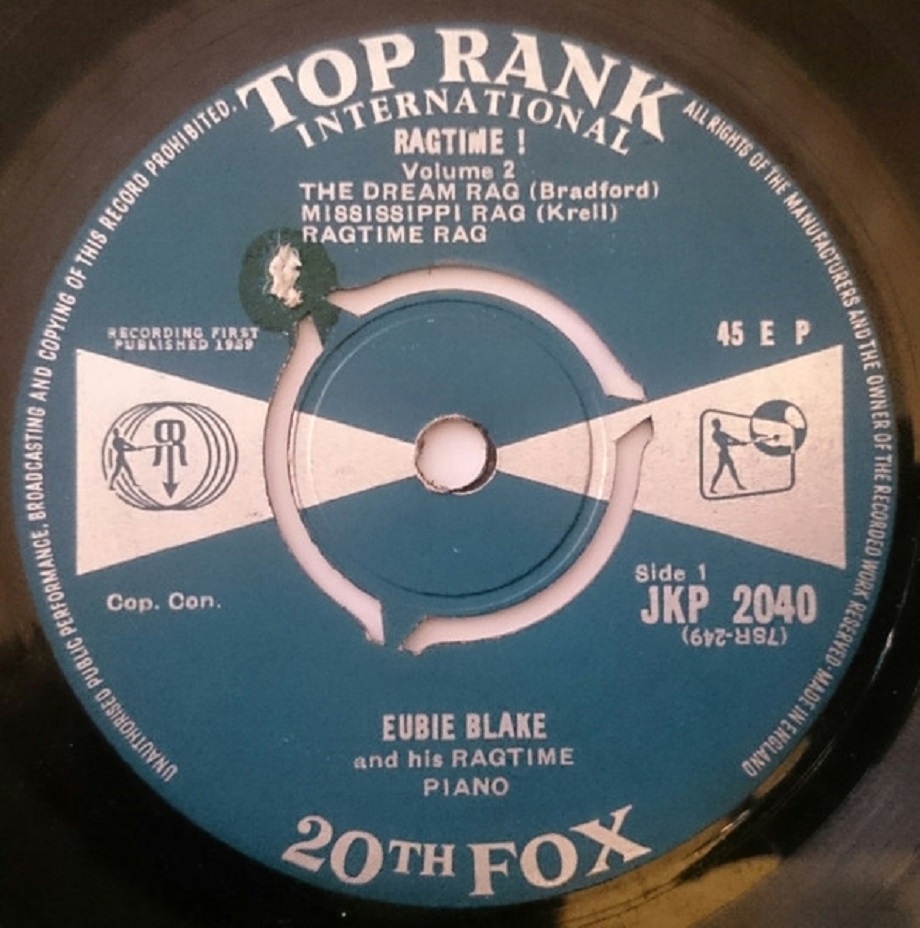 TOP RANK
INTERNATIONAL
RAGTIME !
Volume 2
THE DREAM RAG (Bradford)
MISSISSIPPI RAG (Krell)
RAGTIME RAG
RECORDING FIRST
PUBLISHED 1959
45 E P
Cop. Con.
Side 1
JKP 2040
(7SR-249)
EUBIE BLAKE
and his RAGTIME
PIANO
20TH FOX
UNAUTHORISED PUBLIC PERFORMANCE, BROADCASTING AND COPYING OF THIS RECORD PROHIBITED.
ALL RIGHTS OF THE MANUFACTURERS AND THE OWNER OF THE RECORDED WORK RESERVED. MADE IN ENGLAND